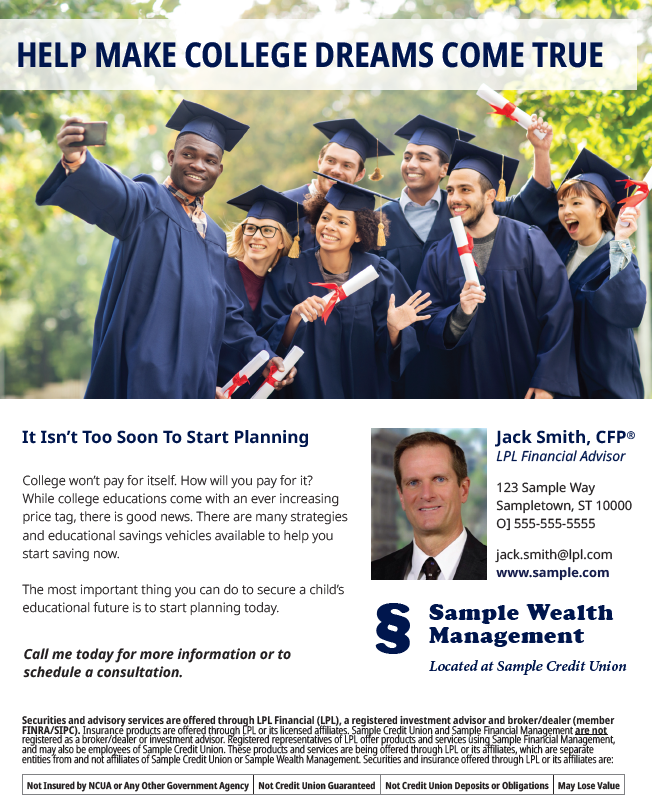 HELP MAKE COLLEGE DREAMS COME TRUE
It Isn't Too Soon To Start Planning
College won't pay for itself. How will you pay for it?
While college educations come with an ever increasing
price tag, there is good news. There are many strategies
and educational savings vehicles available to help you
start saving now.
The most important thing you can do to secure a child's
educational future is to start planning today.
Call me today for more information or to
schedule a consultation.
Jack Smith, CFP®
LPL Financial Advisor
123 Sample Way
Sampletown, ST 10000
O] 555-555-5555
jack.smith@lpl.com
www.sample.com
§ Sample Wealth
Management
Located at Sample Credit Union
Securities and advisory services are offered through LPL Financial (LPL), a registered investment advisor and broker/dealer (member
FINRA/SIPC). Insurance products are offered through LPL or its licensed affiliates. Sample Credit Union and Sample Financial Management are not
registered as a broker/dealer or investment advisor. Registered representatives of LPL offer products and services using Sample Financial Management,
and may also be employees of Sample Credit Union. These products and services are being offered through LPL or its affiliates, which are separate
entities from and not affiliates of Sample Credit Union or Sample Wealth Management. Securities and insurance offered through LPL or its affiliates are:
Not Insured by NCUA or Any Other Government Agency Not Credit Union Guaranteed Not Credit Union Deposits or Obligations May Lose Value